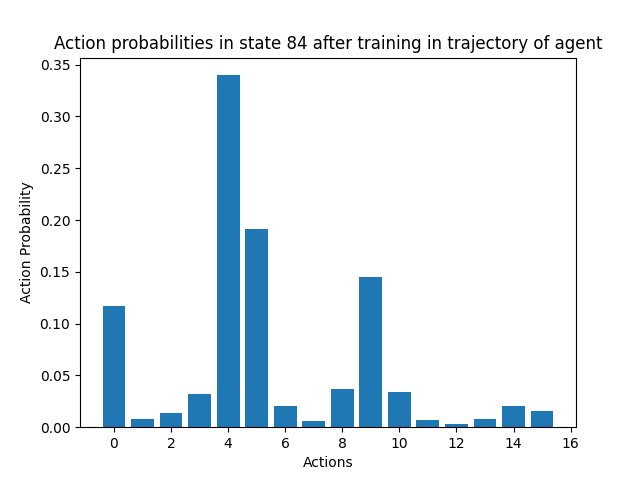 Action probabilities in state 84 after training in trajectory of agent
0.35
0.30
0.25
0.20
0.15
0.10
0.05
0.00
Action Probability
0 2 4 6 8 10 12 14 16
Actions